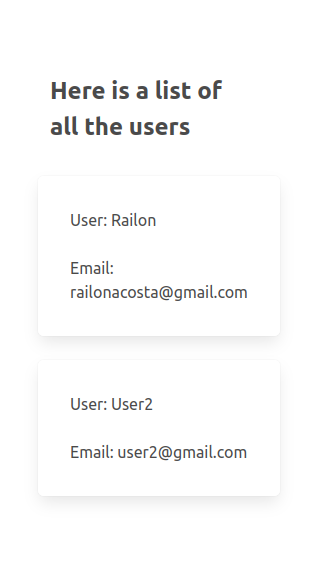 Here is a list of
all the users
User: Railon
Email:
railonacosta@gmail.com
User: User2
Email: user2@gmail.com